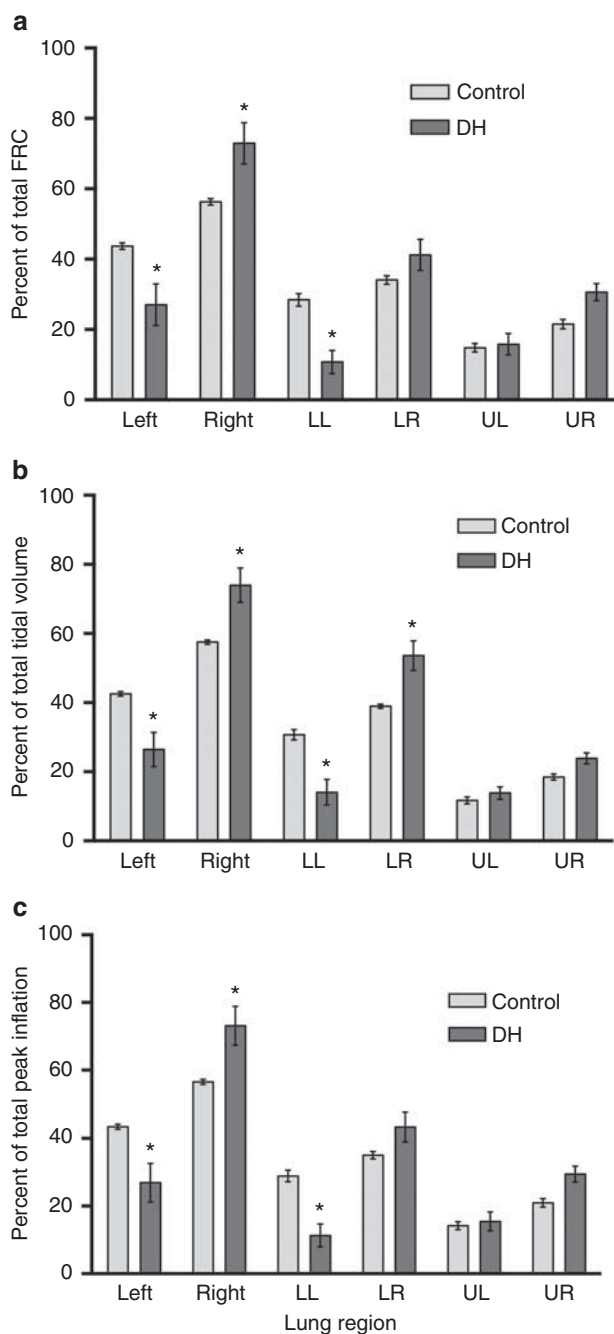 a
100
80
60
40
20
0
Percent of total FRC
Control
DH
*
*
*
Left Right LL LR UL UR
b
100
80
60
40
20
0
Percent of total tidal volume
Control
DH
*
*
*
*
Left Right LL LR UL UR
c
100
80
60
40
20
0
Percent of total peak inflation
Control
DH
*
*
*
Left Right LL LR UL UR
Lung region